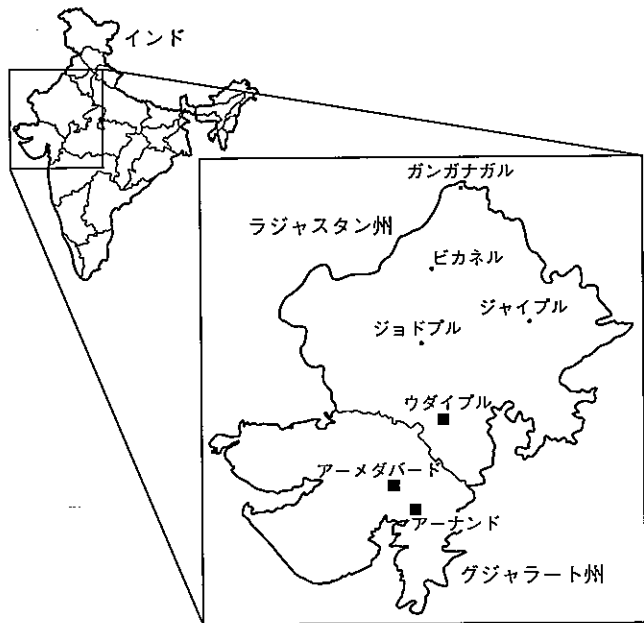 インド
ガンガナガル
ラジャスタン州
ビカネル
ジャイプル
ジョドプル
ウダイプル
アーメダバード
アーナンド
グジャラート州